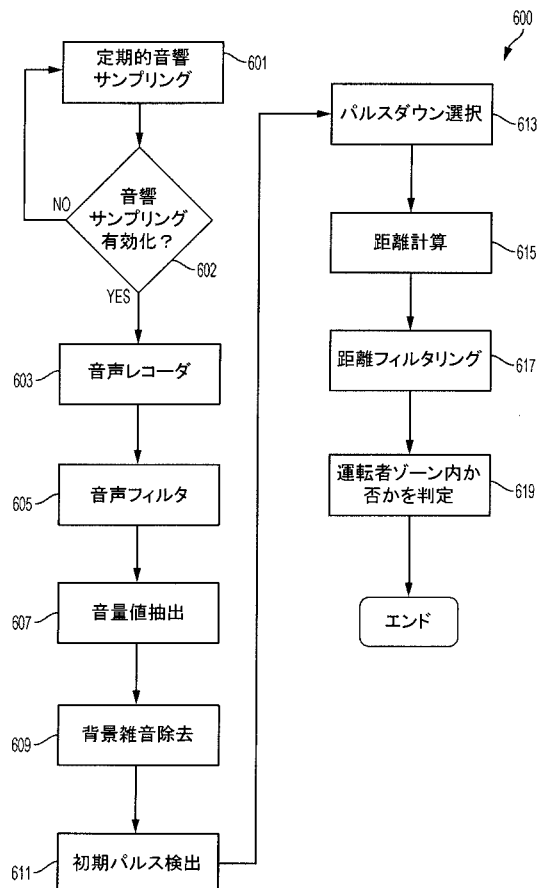 600
定期的音響
サンプリング
601
音響
サンプリング
有効化？
602
NO
YES
音声レコーダ
603
音声フィルタ
605
音量値抽出
607
背景雑音除去
609
初期パルス検出
611
パルスダウン選択
613
距離計算
615
距離フィルタリング
617
運転者ゾーン内か
否かを判定
619
エンド